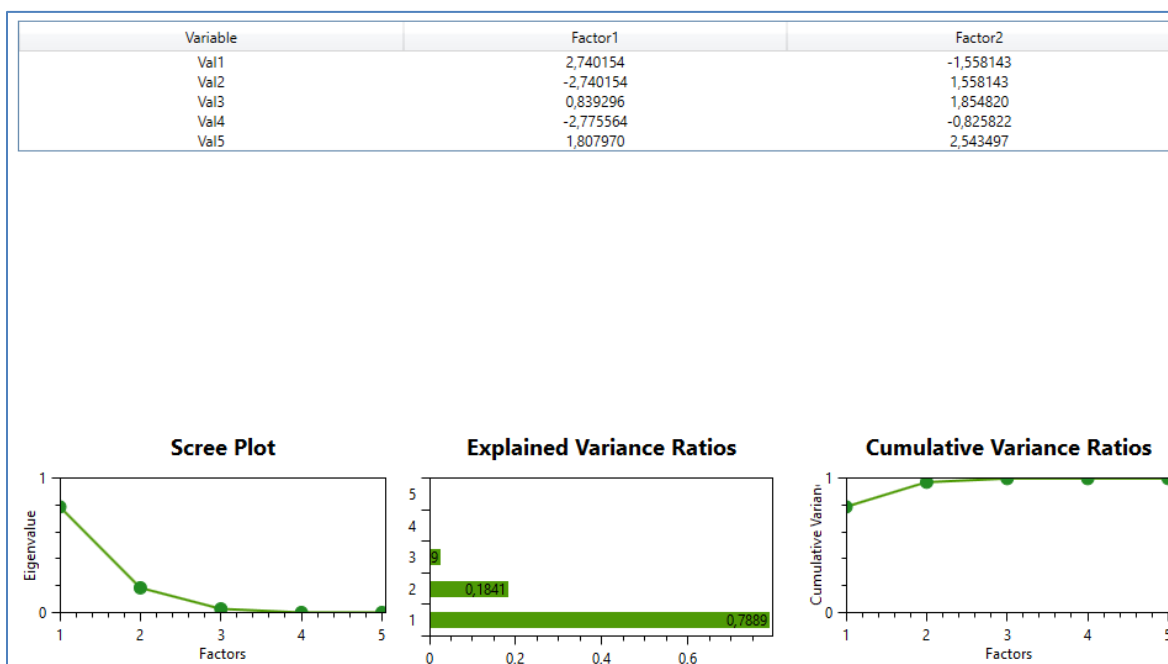 Variable Factor1 Factor2
Val1 2,740154 -1,558143
Val2 -2,740154 1,558143
Val3 0,839296 1,854820
Val4 -2,775564 -0,825822
Val5 1,807970 2,543497
Scree Plot
1
0
Eigenvalue
1 2 3 4 5
Factors
Explained Variance Ratios
5
4
3 9
2 0,1841
1 0,7889
0 0.2 0.4 0.6
Cumulative Variance Ratios
1
0
Cumulative Varian
1 2 3 4 5
Factors